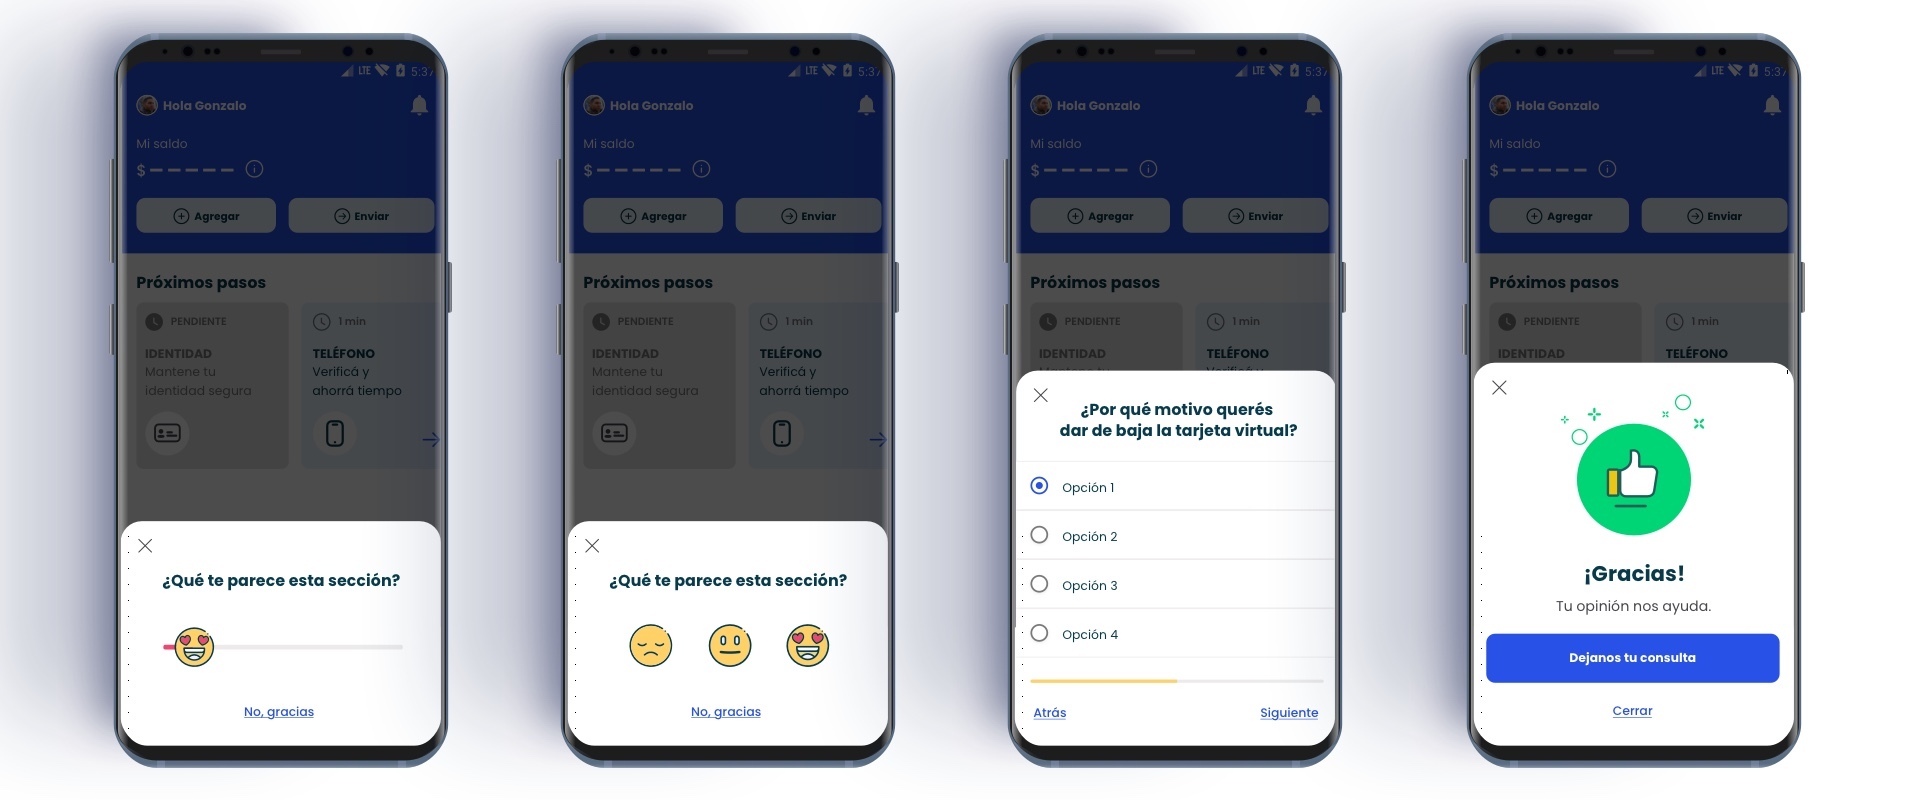 LTE 5:37
Hola Gonzalo
Mi saldo
$
Agregar
Enviar
Próximos pasos
PENDIENTE
IDENTIDAD
Mantene tu
identidad segura
1 min
TELÉFONO
Verificá y
ahorrá tiempo
¿Qué te parece esta sección?
No, gracias
LTE 5:37
Hola Gonzalo
Mi saldo
$
Agregar
Enviar
Próximos pasos
PENDIENTE
IDENTIDAD
Mantene tu
identidad segura
1 min
TELÉFONO
Verificá y
ahorrá tiempo
¿Qué te parece esta sección?
No, gracias
LTE 5:37
Hola Gonzalo
Mi saldo
$
Agregar
Enviar
Próximos pasos
PENDIENTE
IDENTIDAD
1 min
TELÉFONO
¿Por qué motivo querés
dar de baja la tarjeta virtual?
Opción 1
Opción 2
Opción 3
Opción 4
Atrás
Siguiente
LTE 5:37
Hola Gonzalo
Mi saldo
$
Agregar
Enviar
Próximos pasos
PENDIENTE
IDENTIDAD
1 min
TELÉFONO
¡Gracias!
Tu opinión nos ayuda.
Dejanos tu consulta
Cerrar